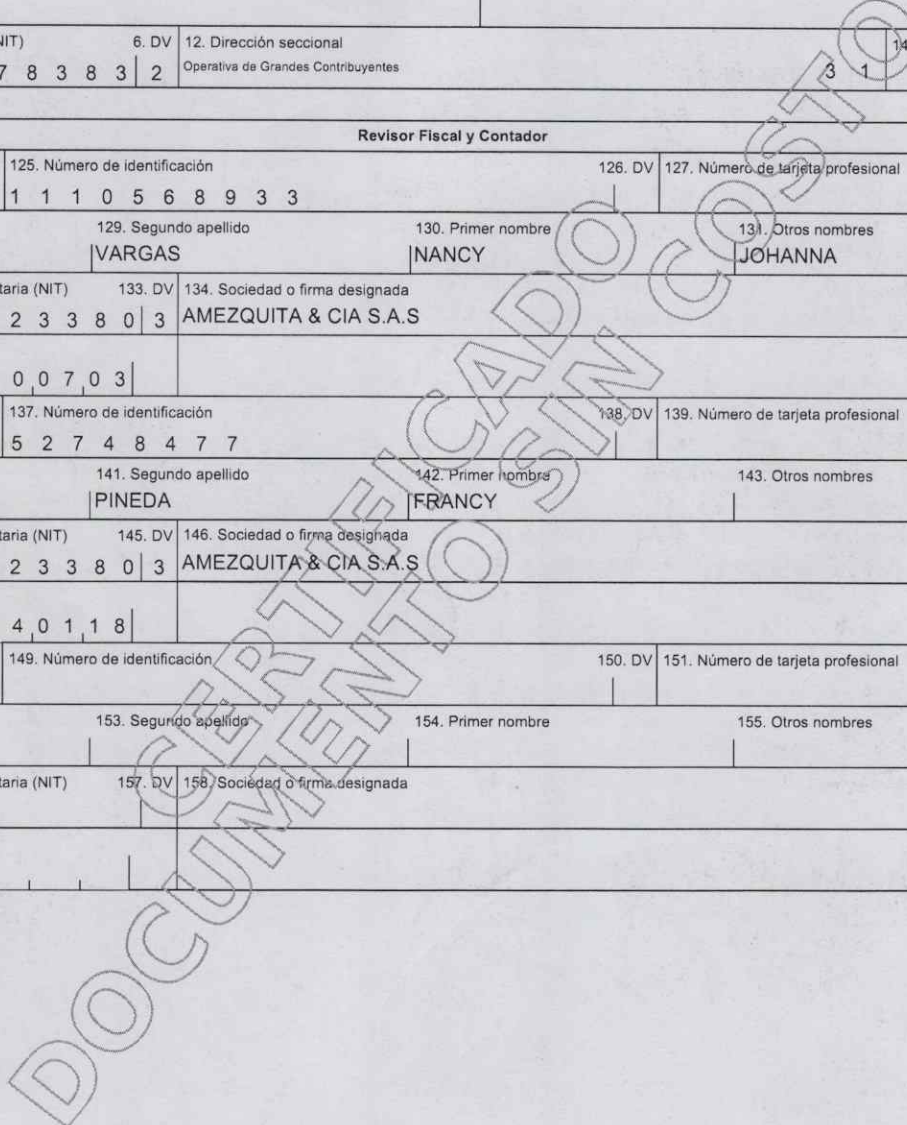 NIT) 6. DV 12. Dirección seccional 14
7 8 3 8 3 2 Operativa de Grandes Contribuyentes 3 1
Revisor Fiscal y Contador
125. Número de identificación 126. DV 127. Número de tarjeta profesional
1 1 1 0 5 6 8 9 3 3
129. Segundo apellido 130. Primer nombre 131. Otros nombres
VARGAS NANCY JOHANNA
taria (NIT) 133. DV 134. Sociedad o firma designada
2 3 3 8 0 3 AMEZQUITA & CIA S.A.S
0 0 7 0 3
137. Número de identificación 138. DV 139. Número de tarjeta profesional
5 2 7 4 8 4 7 7
141. Segundo apellido 142. Primer nombre 143. Otros nombres
PINEDA FRANCY
taria (NIT) 145. DV 146. Sociedad o firma designada
2 3 3 8 0 3 AMEZQUITA & CIA S.A.S
4 0 1 1 8
149. Número de identificación 150. DV 151. Número de tarjeta profesional
153. Segundo apellido 154. Primer nombre 155. Otros nombres
taria (NIT) 157. DV 158. Sociedad o firma designada
CERTIFICADO
DOCUMENTO SIN COSTO